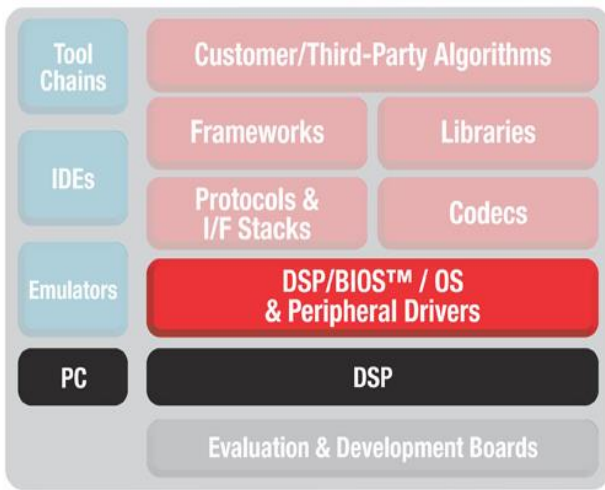 Tool
Chains
Customer/Third-Party Algorithms
Frameworks
Libraries
IDEs
Protocols &
I/F Stacks
Codecs
Emulators
DSP/BIOS™ / OS
& Peripheral Drivers
PC
DSP
Evaluation & Development Boards